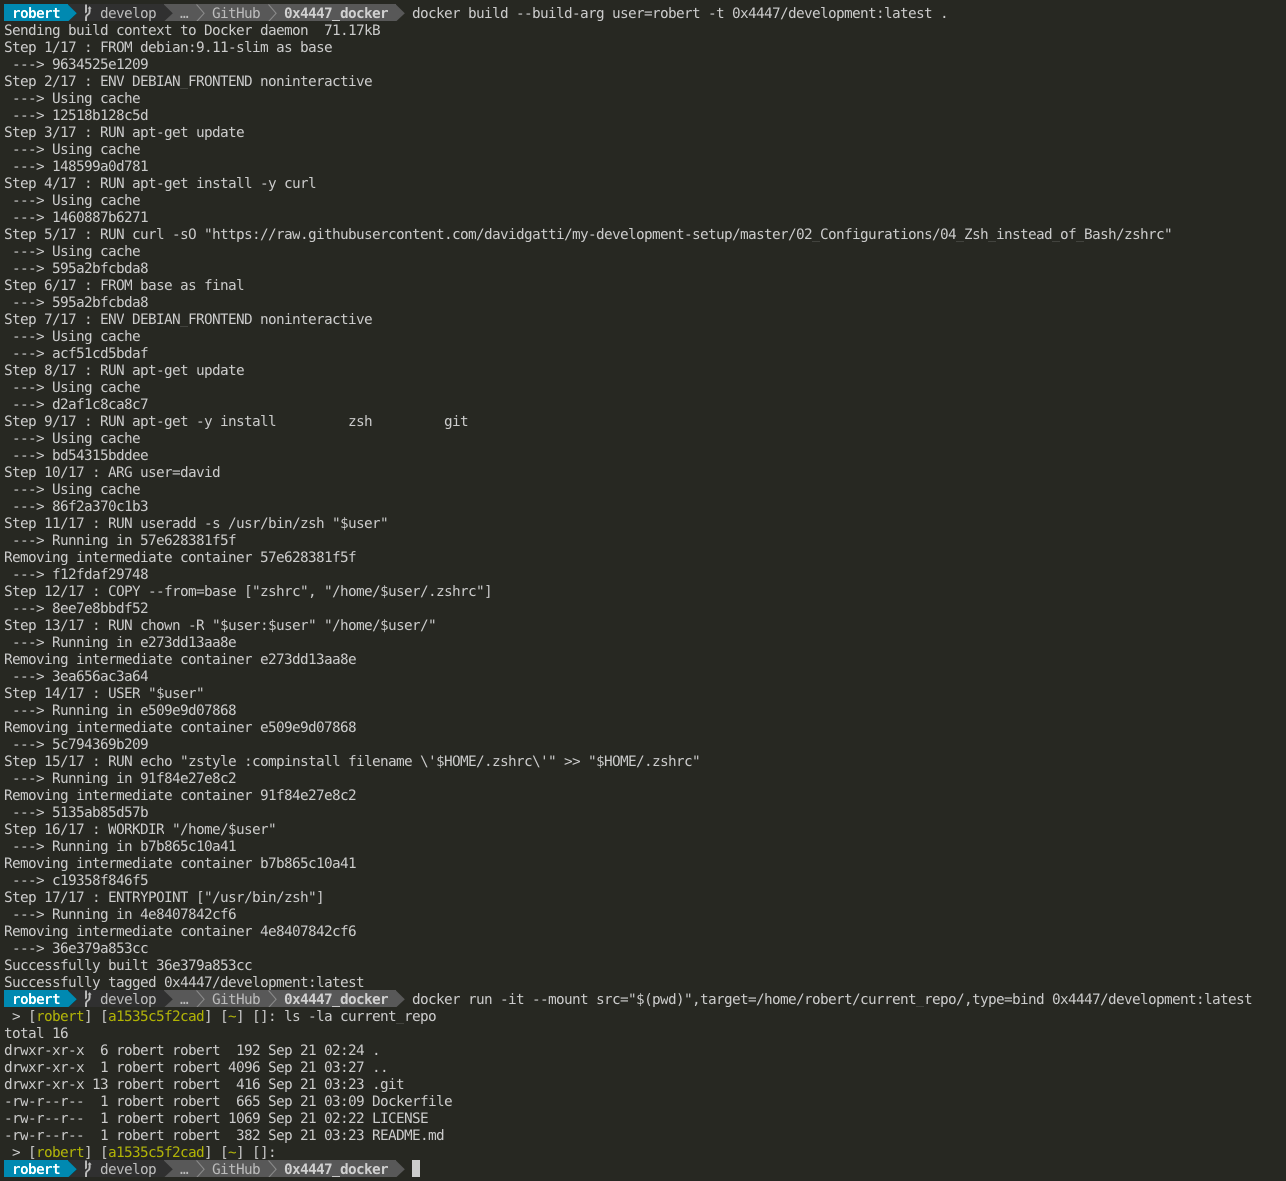 robert develop … GitHub 0x4447_docker docker build --build-arg user=robert -t 0x4447/development:latest .
Sending build context to Docker daemon  71.17kB
Step 1/17 : FROM debian:9.11-slim as base
 ---> 9634525e1209
Step 2/17 : ENV DEBIAN_FRONTEND noninteractive
 ---> Using cache
 ---> 12518b128c5d
Step 3/17 : RUN apt-get update
 ---> Using cache
 ---> 148599a0d781
Step 4/17 : RUN apt-get install -y curl
 ---> Using cache
 ---> 1460887b6271
Step 5/17 : RUN curl -sO "https://raw.githubusercontent.com/davidgatti/my-development-setup/master/02_Configurations/04_Zsh_instead_of_Bash/zshrc"
 ---> Using cache
 ---> 595a2bfcbda8
Step 6/17 : FROM base as final
 ---> 595a2bfcbda8
Step 7/17 : ENV DEBIAN_FRONTEND noninteractive
 ---> Using cache
 ---> acf51cd5bdaf
Step 8/17 : RUN apt-get update
 ---> Using cache
 ---> d2af1c8ca8c7
Step 9/17 : RUN apt-get -y install         zsh         git
 ---> Using cache
 ---> bd54315bddee
Step 10/17 : ARG user=david
 ---> Using cache
 ---> 86f2a370c1b3
Step 11/17 : RUN useradd -s /usr/bin/zsh "$user"
 ---> Running in 57e628381f5f
Removing intermediate container 57e628381f5f
 ---> f12fdaf29748
Step 12/17 : COPY --from=base ["zshrc", "/home/$user/.zshrc"]
 ---> 8ee7e8bbdf52
Step 13/17 : RUN chown -R "$user:$user" "/home/$user/"
 ---> Running in e273dd13aa8e
Removing intermediate container e273dd13aa8e
 ---> 3ea656ac3a64
Step 14/17 : USER "$user"
 ---> Running in e509e9d07868
Removing intermediate container e509e9d07868
 ---> 5c794369b209
Step 15/17 : RUN echo "zstyle :compinstall filename \'$HOME/.zshrc\'" >> "$HOME/.zshrc"
 ---> Running in 91f84e27e8c2
Removing intermediate container 91f84e27e8c2
 ---> 5135ab85d57b
Step 16/17 : WORKDIR "/home/$user"
 ---> Running in b7b865c10a41
Removing intermediate container b7b865c10a41
 ---> c19358f846f5
Step 17/17 : ENTRYPOINT ["/usr/bin/zsh"]
 ---> Running in 4e8407842cf6
Removing intermediate container 4e8407842cf6
 ---> 36e379a853cc
Successfully built 36e379a853cc
Successfully tagged 0x4447/development:latest
robert develop … GitHub 0x4447_docker docker run -it --mount src="$(pwd)",target=/home/robert/current_repo/,type=bind 0x4447/development:latest
 > [robert] [a1535c5f2cad] [~] []: ls -la current_repo
total 16
drwxr-xr-x  6 robert robert  192 Sep 21 02:24 .
drwxr-xr-x  1 robert robert 4096 Sep 21 03:27 ..
drwxr-xr-x 13 robert robert  416 Sep 21 03:23 .git
-rw-r--r--  1 robert robert  665 Sep 21 03:09 Dockerfile
-rw-r--r--  1 robert robert 1069 Sep 21 02:22 LICENSE
-rw-r--r--  1 robert robert  382 Sep 21 03:23 README.md
 > [robert] [a1535c5f2cad] [~] []:
robert develop … GitHub 0x4447_docker